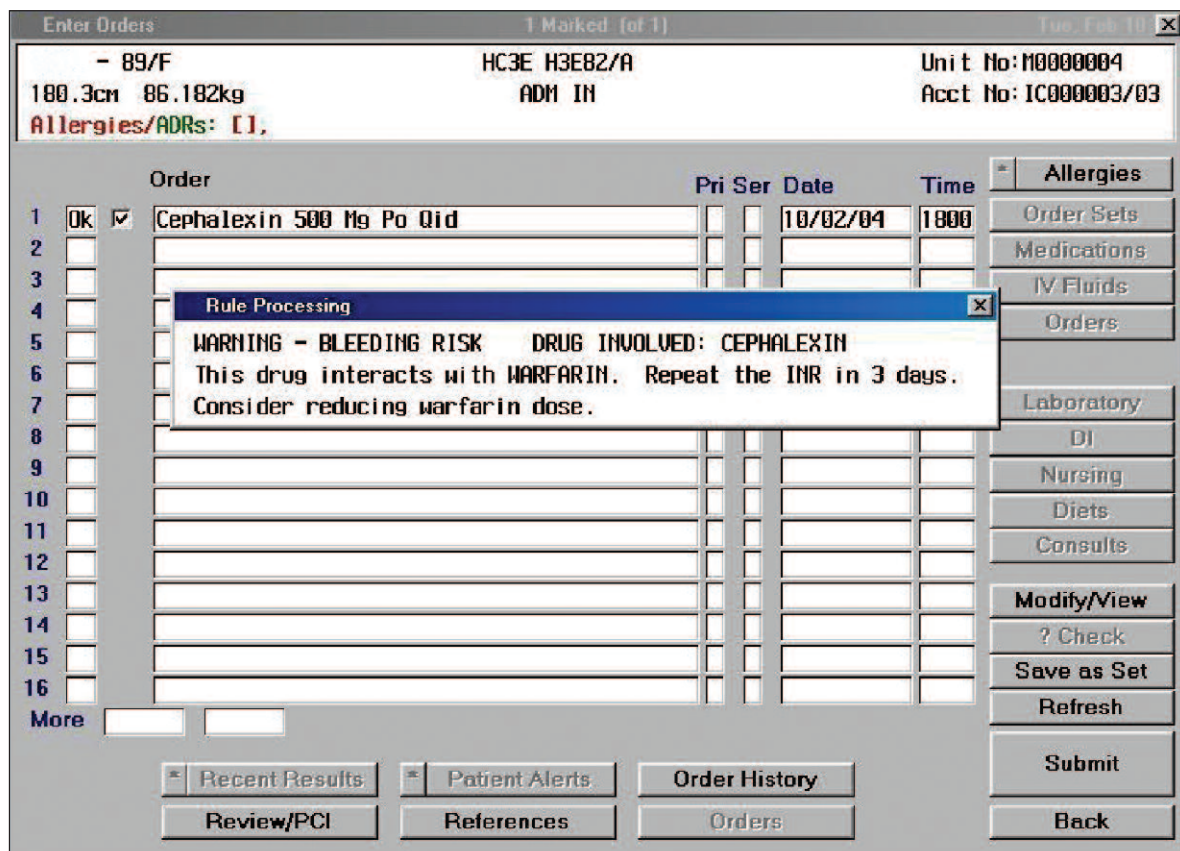 Enter Orders 1 Marked (of 1) Tue, Feb 10
- 89/F HC3E H3E82/A Unit No:M0000004
180.3cm 86.182kg ADM IN Acct No:IC000003/03
Allergies/ADRs: [],
Order Pri Ser Date Time
1 Ok Cephalexin 500 Mg Po Qid 10/02/04 1800
2
3
4
5
6
7
8
9
10
11
12
13
14
15
16
More
Rule Processing
WARNING - BLEEDING RISK DRUG INVOLVED: CEPHALEXIN
This drug interacts with WARFARIN. Repeat the INR in 3 days.
Consider reducing warfarin dose.
* Allergies
Order Sets
Medications
IV Fluids
Orders
Laboratory
DI
Nursing
Diets
Consults
Modify/View
? Check
Save as Set
Refresh
Submit
Back
* Recent Results * Patient Alerts Order History
Review/PCI References Orders